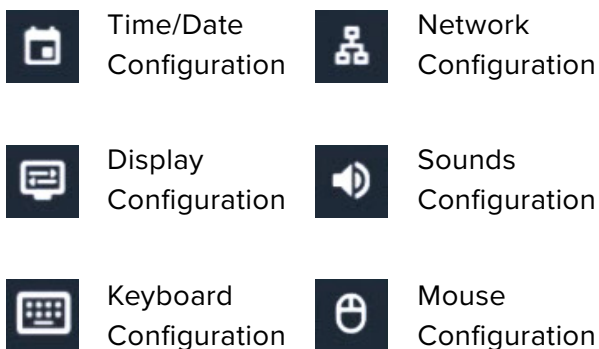 Time/Date
Configuration
Network
Configuration
Display
Configuration
Sounds
Configuration
Keyboard
Configuration
Mouse
Configuration